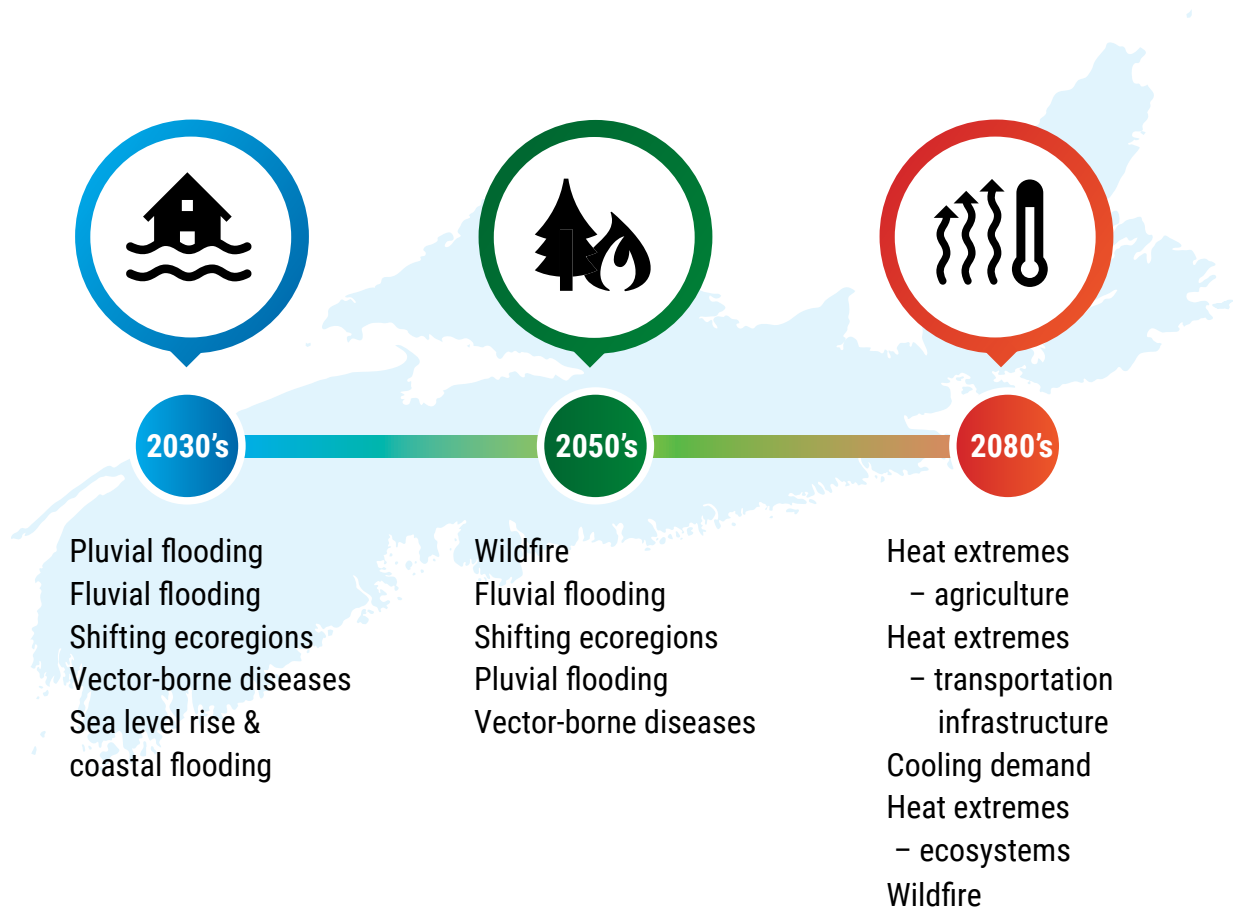 2030’s
2050’s
2080’s
Pluvial flooding
Fluvial flooding
Shifting ecoregions
Vector-borne diseases
Sea level rise &
coastal flooding
Wildfire
Fluvial flooding
Shifting ecoregions
Pluvial flooding
Vector-borne diseases
Heat extremes
– agriculture
Heat extremes
– transportation
infrastructure
Cooling demand
Heat extremes
– ecosystems
Wildfire